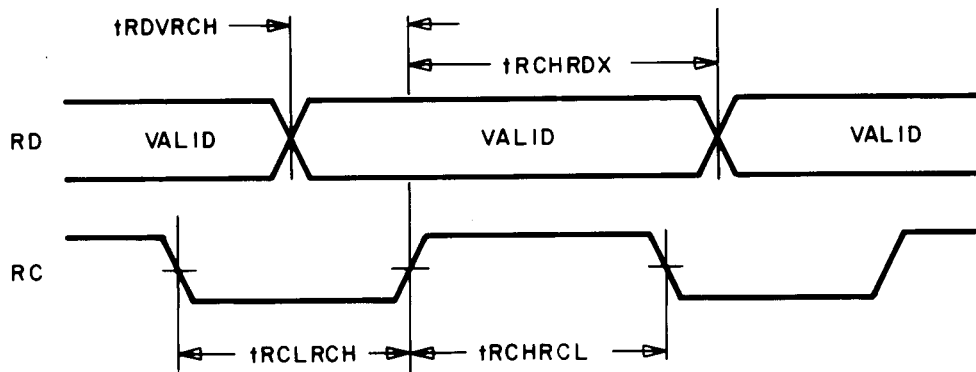 tRDVRCH
tRCHRDX
RD VALID VALID VALID
RC
tRCLRCH tRCHRCL